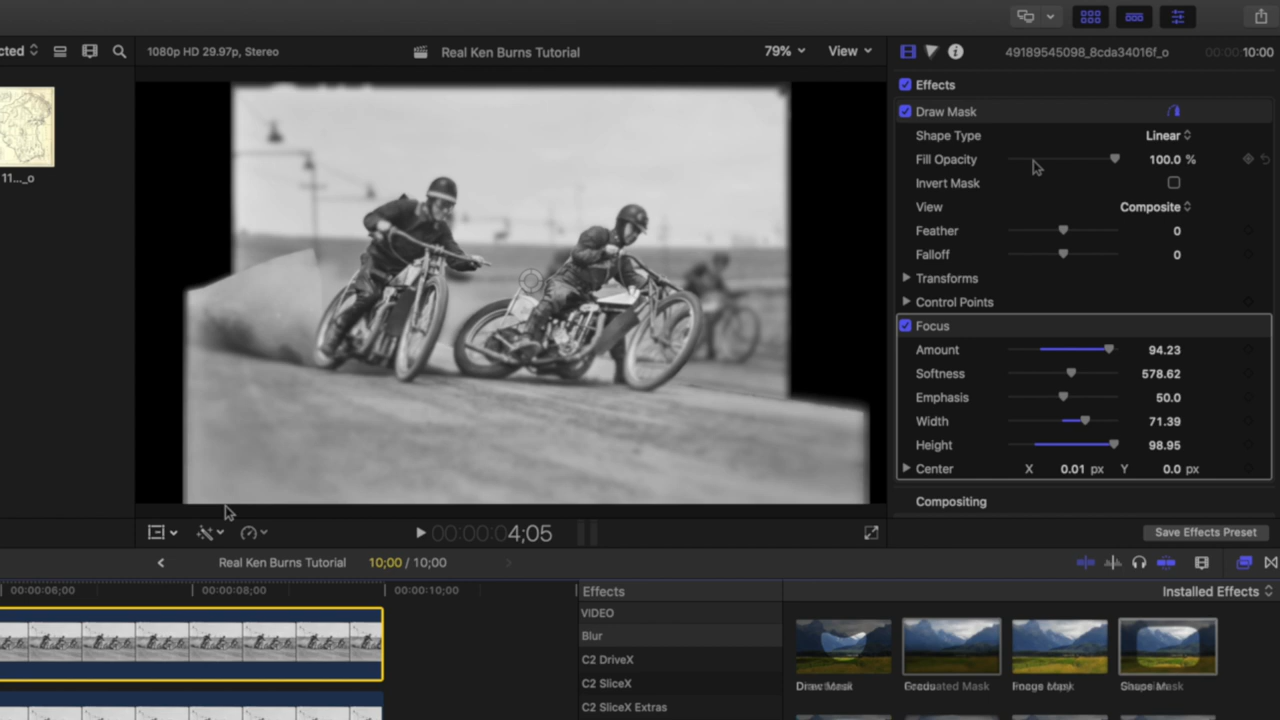 cted
1080p HD 29.97p, Stereo
Real Ken Burns Tutorial
79%
View
49189545098_8cda34016f_o
00:00:10:00
11..._o
Effects
Draw Mask
Shape Type Linear
Fill Opacity 100.0 %
Invert Mask
View Composite
Feather 0
Falloff 0
Transforms
Control Points
Focus
Amount 94.23
Softness 578.62
Emphasis 50.0
Width 71.39
Height 98.95
Center X 0.01 px Y 0.0 px
Compositing
00:00:04;05
Save Effects Preset
Real Ken Burns Tutorial
10;00 / 10;00
00:00:06;00
00:00:08;00
00:00:10;00
Effects
Installed Effects
VIDEO
Blur
C2 DriveX
C2 SliceX
C2 SliceX Extras
Draw Mask
Mask
Mask
Mask